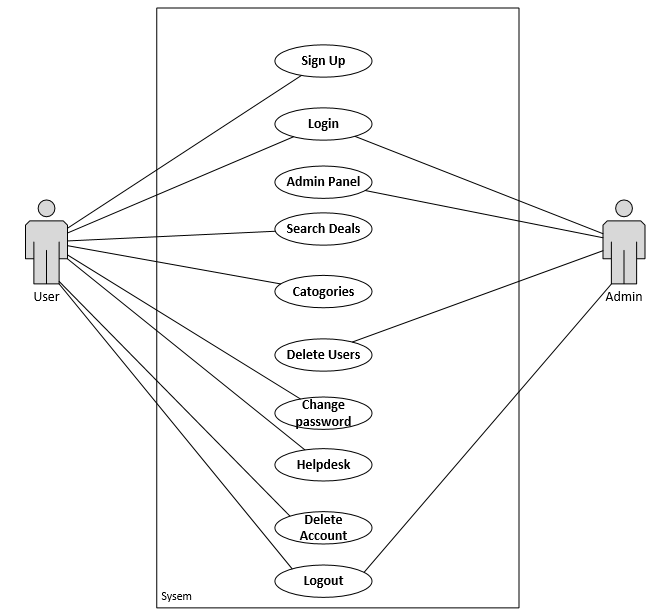 Sign Up
Login
Admin Panel
Search Deals
Catogories
User
Admin
Delete Users
Change
password
Helpdesk
Delete
Account
Logout
Sysem